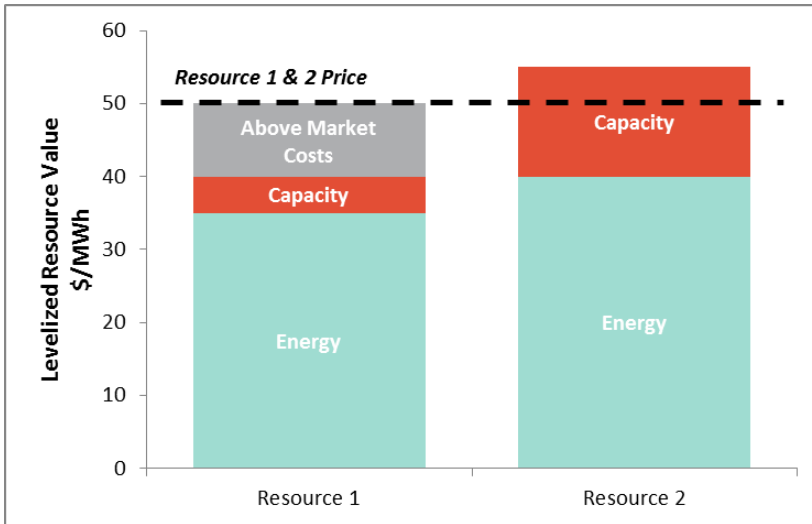 60
50
40
30
20
10
0
Levelized Resource Value
$/MWh
Resource 1 & 2 Price
Above Market
Costs
Capacity
Energy
Capacity
Energy
Resource 1
Resource 2